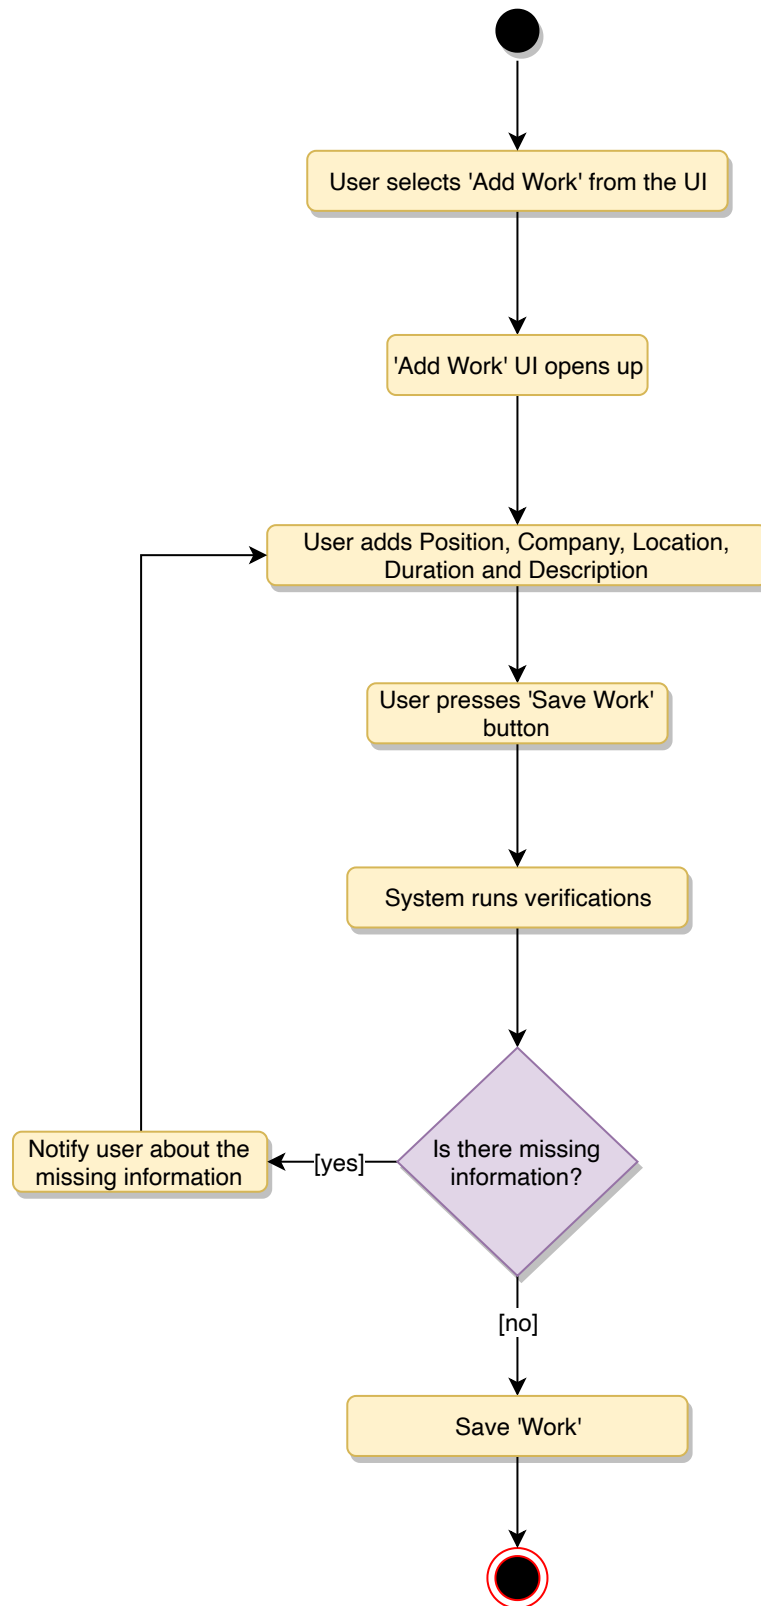 User selects 'Add Work' from the UI
'Add Work' UI opens up
User adds Position, Company, Location,
Duration and Description
User presses 'Save Work'
button
System runs verifications
Is there missing
information?
[yes]
Notify user about the
missing information
[no]
Save 'Work'